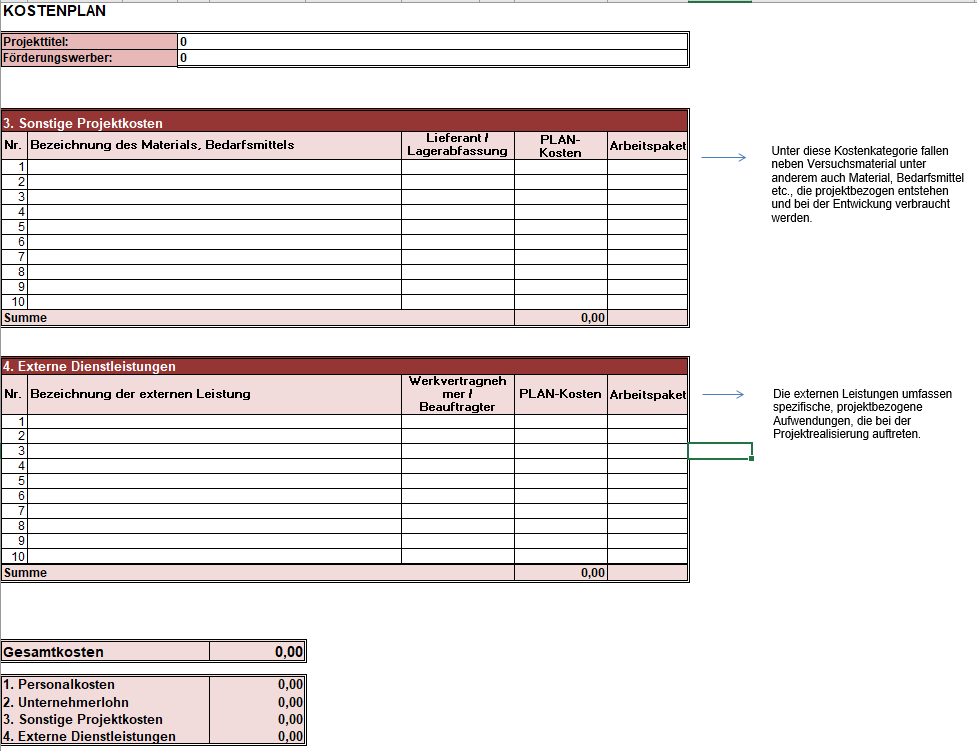 KOSTENPLAN
Projekttitel: 0
Förderungswerber: 0
3. Sonstige Projektkosten
Nr. Bezeichnung des Materials, Bedarfsmittels Lieferant / Lagerabfassung PLAN-Kosten Arbeitspaket
1
2
3
4
5
6
7
8
9
10
Summe 0,00
Unter diese Kostenkategorie fallen
neben Versuchsmaterial unter
anderem auch Material, Bedarfsmittel
etc., die projektbezogen entstehen
und bei der Entwickung verbraucht
werden.
4. Externe Dienstleistungen
Nr. Bezeichnung der externen Leistung Werkvertragnehmer / Beauftragter PLAN-Kosten Arbeitspaket
1
2
3
4
5
6
7
8
9
10
Summe 0,00
Die externen Leistungen umfassen
spezifische, projektbezogene
Aufwendungen, die bei der
Projektrealisierung auftreten.
Gesamtkosten 0,00
1. Personalkosten 0,00
2. Unternehmerlohn 0,00
3. Sonstige Projektkosten 0,00
4. Externe Dienstleistungen 0,00